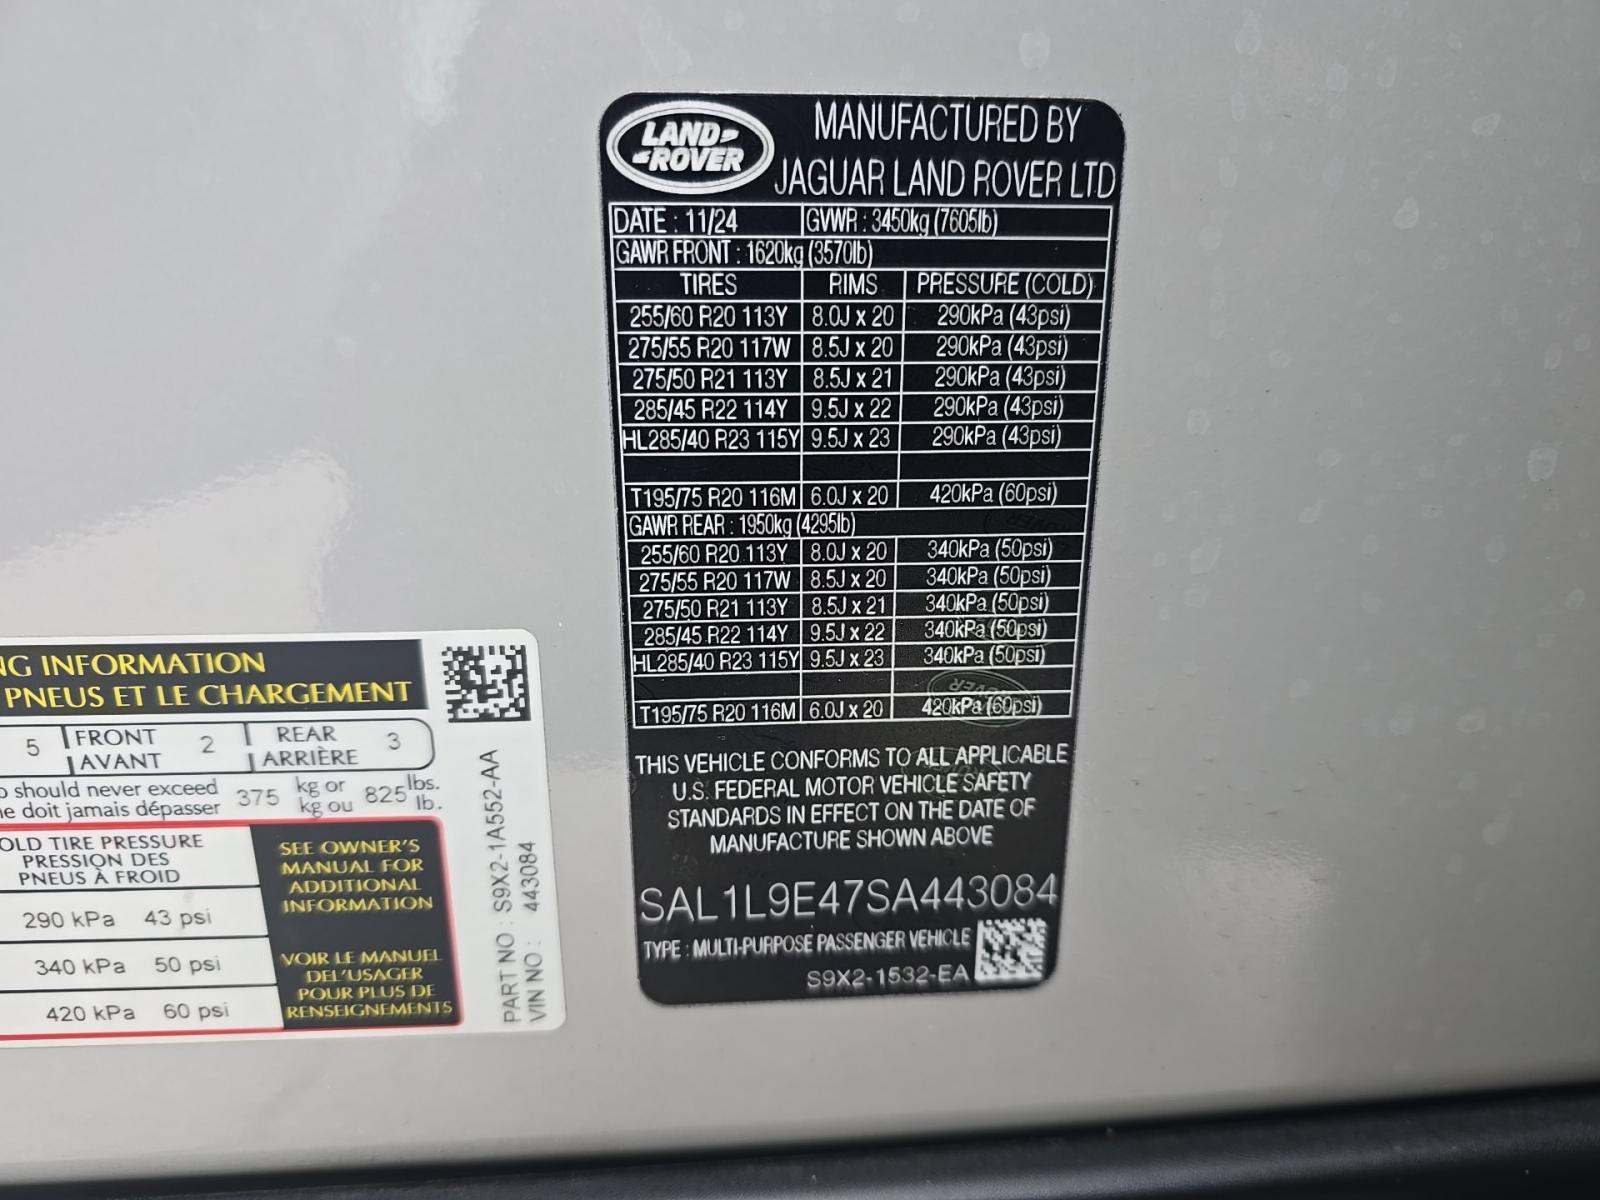 LAND
ROVER
MANUFACTURED BY
JAGUAR LAND ROVER LTD
DATE : 11/24 GVWR : 3450kg (7605lb)
GAWR FRONT : 1620kg (3570lb)
TIRES RIMS PRESSURE (COLD)
255/60 R20 113Y 8.0J x 20 290kPa (43psi)
275/55 R20 117W 8.5J x 20 290kPa (43psi)
275/50 R21 113Y 8.5J x 21 290kPa (43psi)
285/45 R22 114Y 9.5J x 22 290kPa (43psi)
HL285/40 R23 115Y 9.5J x 23 290kPa (43psi)
T195/75 R20 116M 6.0J x 20 420kPa (60psi)
GAWR REAR : 1950kg (4295lb)
255/60 R20 113Y 8.0J x 20 340kPa (50psi)
275/55 R20 117W 8.5J x 20 340kPa (50psi)
275/50 R21 113Y 8.5J x 21 340kPa (50psi)
285/45 R22 114Y 9.5J x 22 340kPa (50psi)
HL285/40 R23 115Y 9.5J x 23 340kPa (50psi)
T195/75 R20 116M 6.0J x 20 420kPa (60psi)
THIS VEHICLE CONFORMS TO ALL APPLICABLE
U.S. FEDERAL MOTOR VEHICLE SAFETY
STANDARDS IN EFFECT ON THE DATE OF
MANUFACTURE SHOWN ABOVE
SAL1L9E47SA443084
TYPE : MULTI-PURPOSE PASSENGER VEHICLE
S9X2-1532-EA
NG INFORMATION
PNEUS ET LE CHARGEMENT
5 FRONT 2 REAR 3
AVANT ARRIÈRE
should never exceed 375 kg or 825 lbs.
doit jamais dépasser kg ou lb.
OLD TIRE PRESSURE
PRESSION DES
PNEUS À FROID
290 kPa 43 psi
340 kPa 50 psi
420 kPa 60 psi
SEE OWNER'S
MANUAL FOR
ADDITIONAL
INFORMATION
VOIR LE MANUEL
DEL'USAGER
POUR PLUS DE
RENSEIGNEMENTS
PART NO : S9X2-1A552-AA
VIN NO : 443084